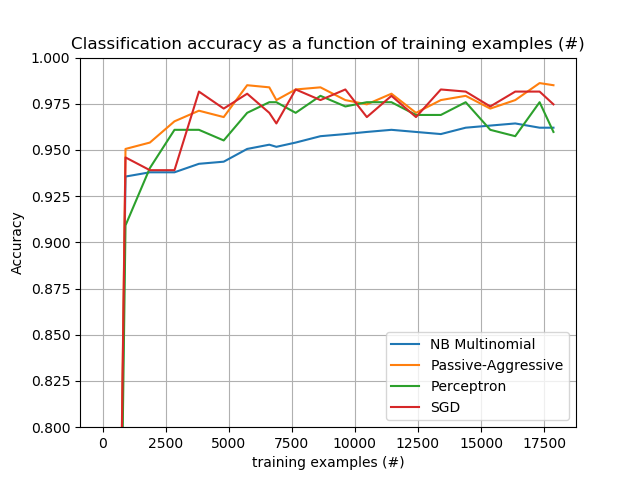 Classification accuracy as a function of training examples (#)
1.000
0.975
0.950
0.925
0.900
0.875
0.850
0.825
0.800
Accuracy
NB Multinomial
Passive-Aggressive
Perceptron
SGD
0 2500 5000 7500 10000 12500 15000 17500
training examples (#)